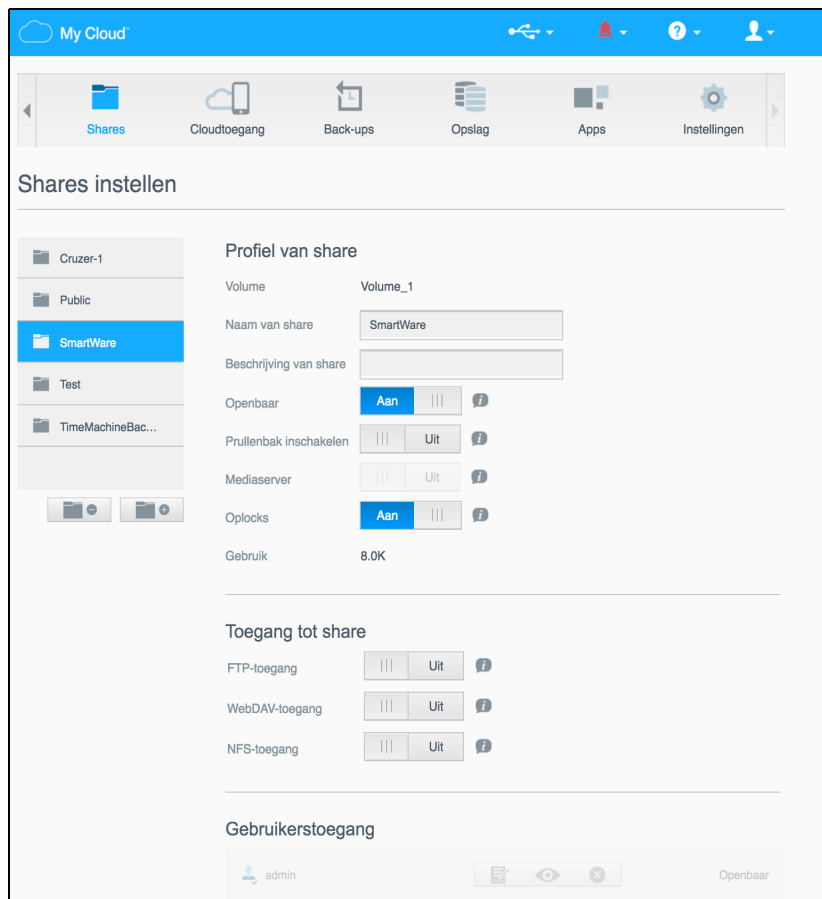 My Cloud™
Shares
Cloudtoegang
Back-ups
Opslag
Apps
Instellingen
Shares instellen
Cruzer-1
Public
SmartWare
Test
TimeMachineBac...
Profiel van share
Volume Volume_1
Naam van share SmartWare
Beschrijving van share
Openbaar Aan
Prullenbak inschakelen Uit
Mediaserver Uit
Oplocks Aan
Gebruik 8.0K
Toegang tot share
FTP-toegang Uit
WebDAV-toegang Uit
NFS-toegang Uit
Gebruikerstoegang
admin Openbaar